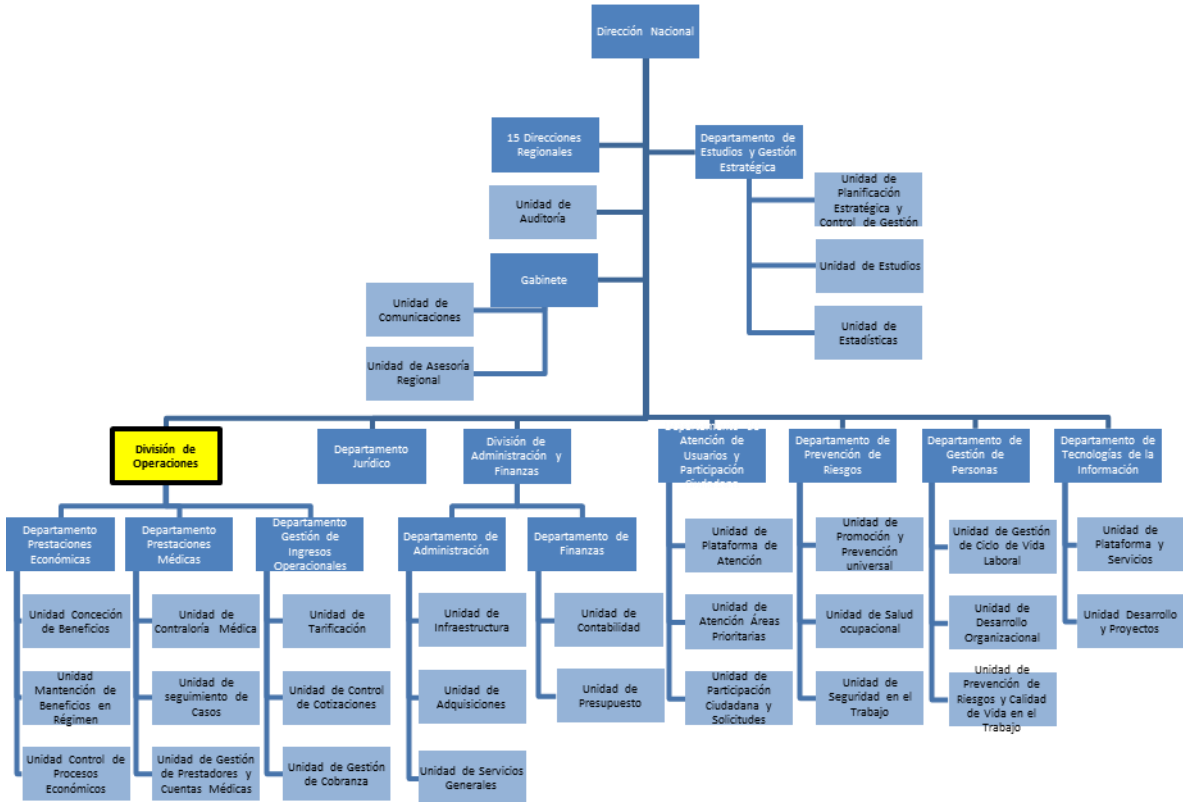 Dirección Nacional
15 Direcciones
Regionales
Departamento de
Estudios y Gestión
Estratégica
Unidad de
Planificación
Estratégica y
Control de Gestión
Unidad de
Auditoría
Unidad de Estudios
Gabinete
Unidad de
Comunicaciones
Unidad de
Estadísticas
Unidad de Asesoría
Regional
División de
Operaciones
Departamento
Jurídico
División de
Administración y
Finanzas
Departamento de
Atención de
Usuarios y
Participación
Ciudadana
Departamento de
Prevención de
Riesgos
Departamento de
Gestión de
Personas
Departamento de
Tecnologías de la
Información
Departamento
Prestaciones
Económicas
Departamento
Prestaciones
Médicas
Departamento
Gestión de
Ingresos
Operacionales
Departamento de
Administración
Departamento de
Finanzas
Unidad de
Plataforma de
Atención
Unidad de
Promoción y
Prevención
universal
Unidad de Gestión
de Ciclo de Vida
Laboral
Unidad de
Plataforma y
Servicios
Unidad Conceción
de Beneficios
Unidad de
Contraloría Médica
Unidad de
Tarificación
Unidad de
Infraestructura
Unidad de
Contabilidad
Unidad de
Atención Áreas
Prioritarias
Unidad de Salud
ocupacional
Unidad de
Desarrollo
Organizacional
Unidad Desarrollo
y Proyectos
Unidad
Mantención de
Beneficios en
Régimen
Unidad de
seguimiento de
Casos
Unidad de Control
de Cotizaciones
Unidad de
Adquisiciones
Unidad de
Presupuesto
Unidad de
Participación
Ciudadana y
Solicitudes
Unidad de
Seguridad en el
Trabajo
Unidad de
Prevención de
Riesgos y Calidad
de Vida en el
Trabajo
Unidad Control de
Procesos
Económicos
Unidad de Gestión
de Prestadores y
Cuentas Médicas
Unidad de Gestión
de Cobranza
Unidad de Servicios
Generales